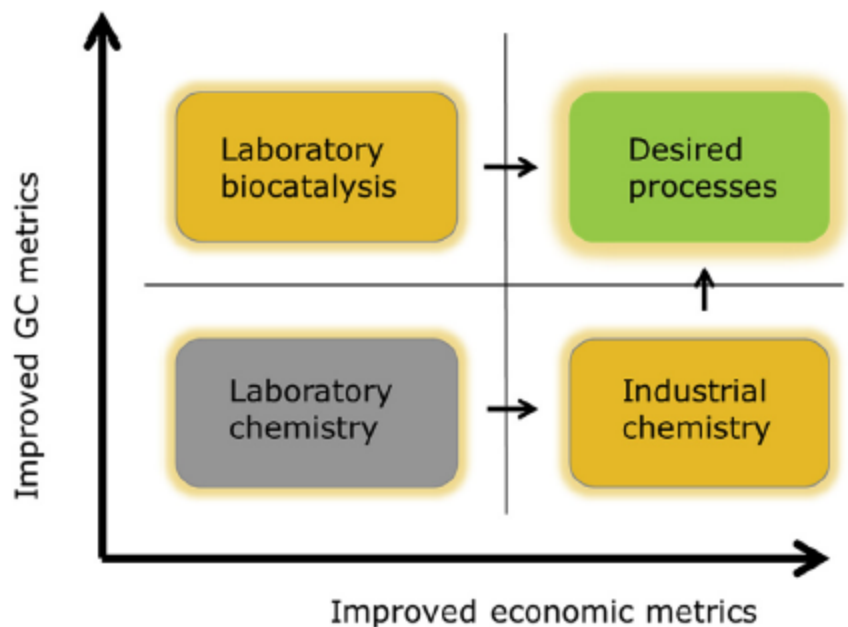 Improved GC metrics
Laboratory
biocatalysis
Desired
processes
Laboratory
chemistry
Industrial
chemistry
Improved economic metrics